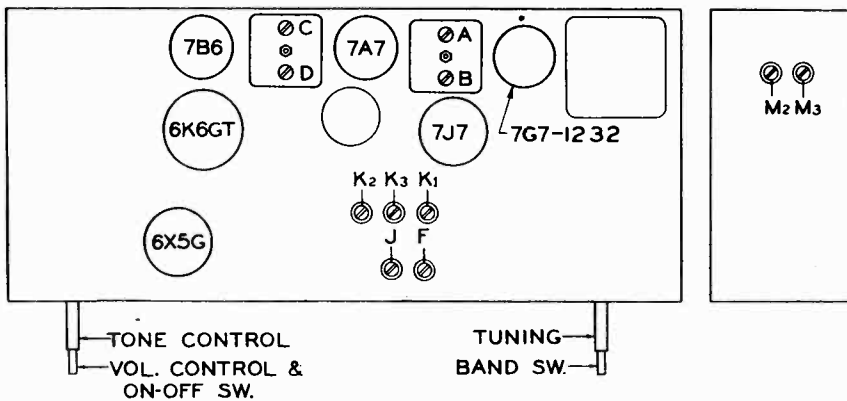 C
A
7B6
7A7
D
B
6K6GT
7J7
7G7-1232
M2 M3
K2 K3 K1
J F
6X5G
TONE CONTROL
VOL. CONTROL &
ON-OFF SW.
TUNING
BAND SW.